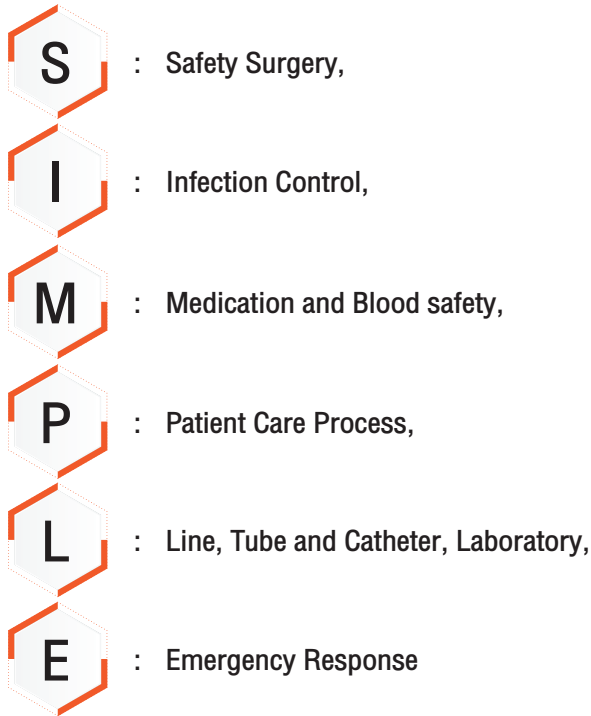 S : Safety Surgery,
I : Infection Control,
M : Medication and Blood safety,
P : Patient Care Process,
L : Line, Tube and Catheter, Laboratory,
E : Emergency Response